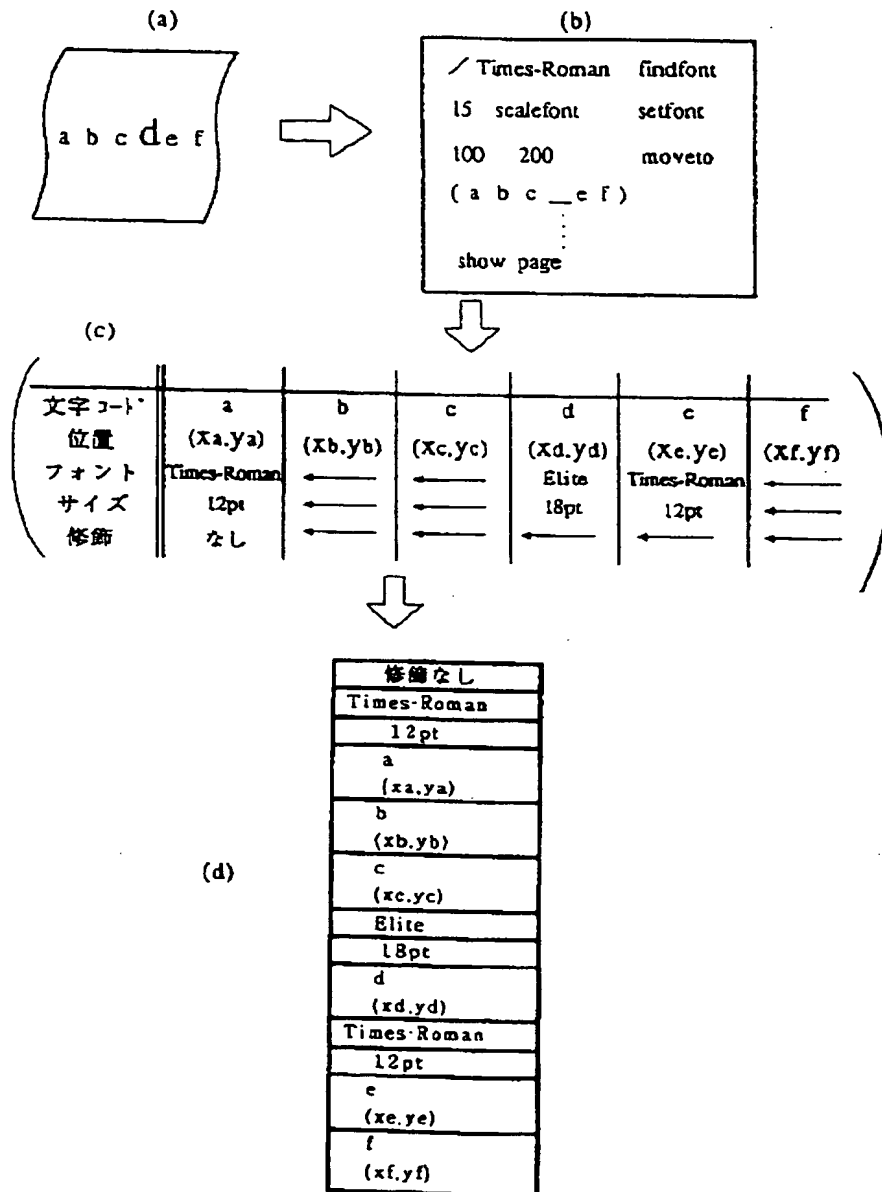 (a)
a b c d e f
(b)
/ Times-Roman findfont
15 scalefont setfont
100 200 moveto
( a b c __ e f )
show page
(c)
文字コード a b c d e f
位置 (xa.ya) (xb.yb) (xc.yc) (xd.yd) (xe.ye) (xf.yf)
フォント Times-Roman ← ← Elite Times-Roman ←
サイズ 12pt ← ← 18pt 12pt ←
修飾 なし ← ← ← ← ←
(d)
修飾なし
Times-Roman
12pt
a
(xa.ya)
b
(xb.yb)
c
(xc.yc)
Elite
18pt
d
(xd.yd)
Times-Roman
12pt
e
(xe.ye)
f
(xf.yf)